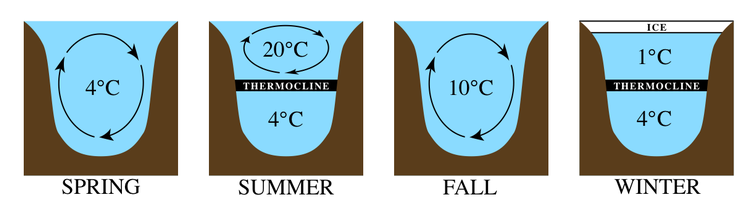 4°C
SPRING
20°C
THERMOCLINE
4°C
SUMMER
10°C
FALL
ICE
1°C
THERMOCLINE
4°C
WINTER